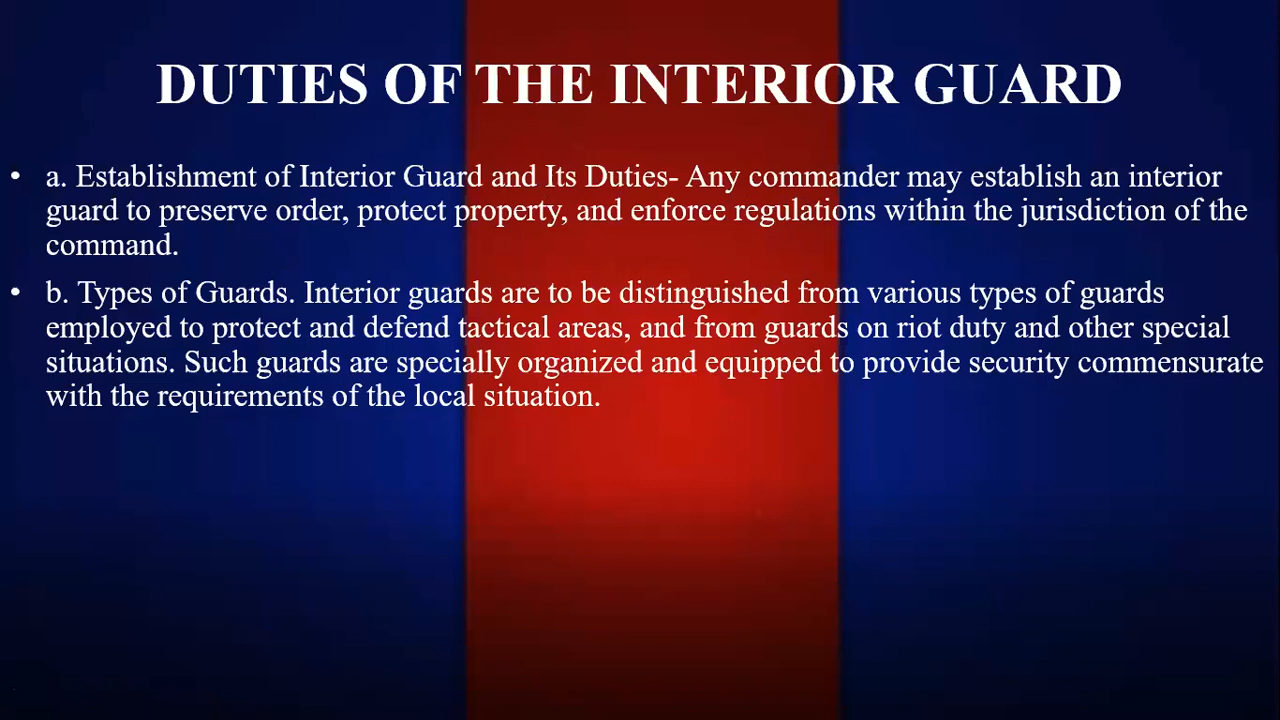 DUTIES OF THE INTERIOR GUARD
• a. Establishment of Interior Guard and Its Duties- Any commander may establish an interior
guard to preserve order, protect property, and enforce regulations within the jurisdiction of the
command.
• b. Types of Guards. Interior guards are to be distinguished from various types of guards
employed to protect and defend tactical areas, and from guards on riot duty and other special
situations. Such guards are specially organized and equipped to provide security commensurate
with the requirements of the local situation.